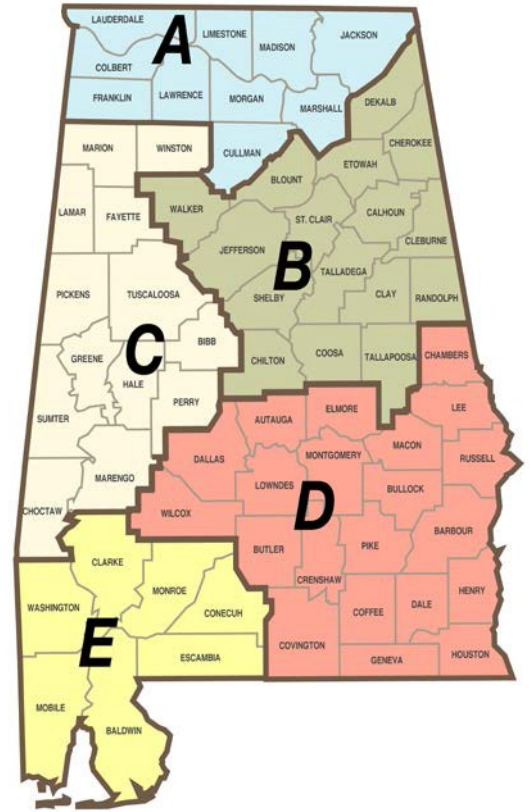 LAUDERDALE
LIMESTONE
MADISON
JACKSON
A
COLBERT
FRANKLIN
LAWRENCE
MORGAN
MARSHALL
CULLMAN
DEKALB
CHEROKEE
ETOWAH
BLOUNT
MARION
WINSTON
WALKER
ST. CLAIR
CALHOUN
LAMAR
FAYETTE
JEFFERSON
CLEBURNE
B
TALLADEGA
PICKENS
TUSCALOOSA
SHELBY
CLAY
RANDOLPH
BIBB
GREENE
C
HALE
CHILTON
COOSA
TALLAPOOSA
CHAMBERS
PERRY
SUMTER
AUTAUGA
ELMORE
LEE
MACON
DALLAS
MONTGOMERY
RUSSELL
MARENGO
LOWNDES
BULLOCK
CHOCTAW
WILCOX
D
BARBOUR
BUTLER
PIKE
CLARKE
CRENSHAW
MONROE
HENRY
WASHINGTON
CONECUH
COFFEE
DALE
E
COVINGTON
ESCAMBIA
GENEVA
HOUSTON
MOBILE
BALDWIN